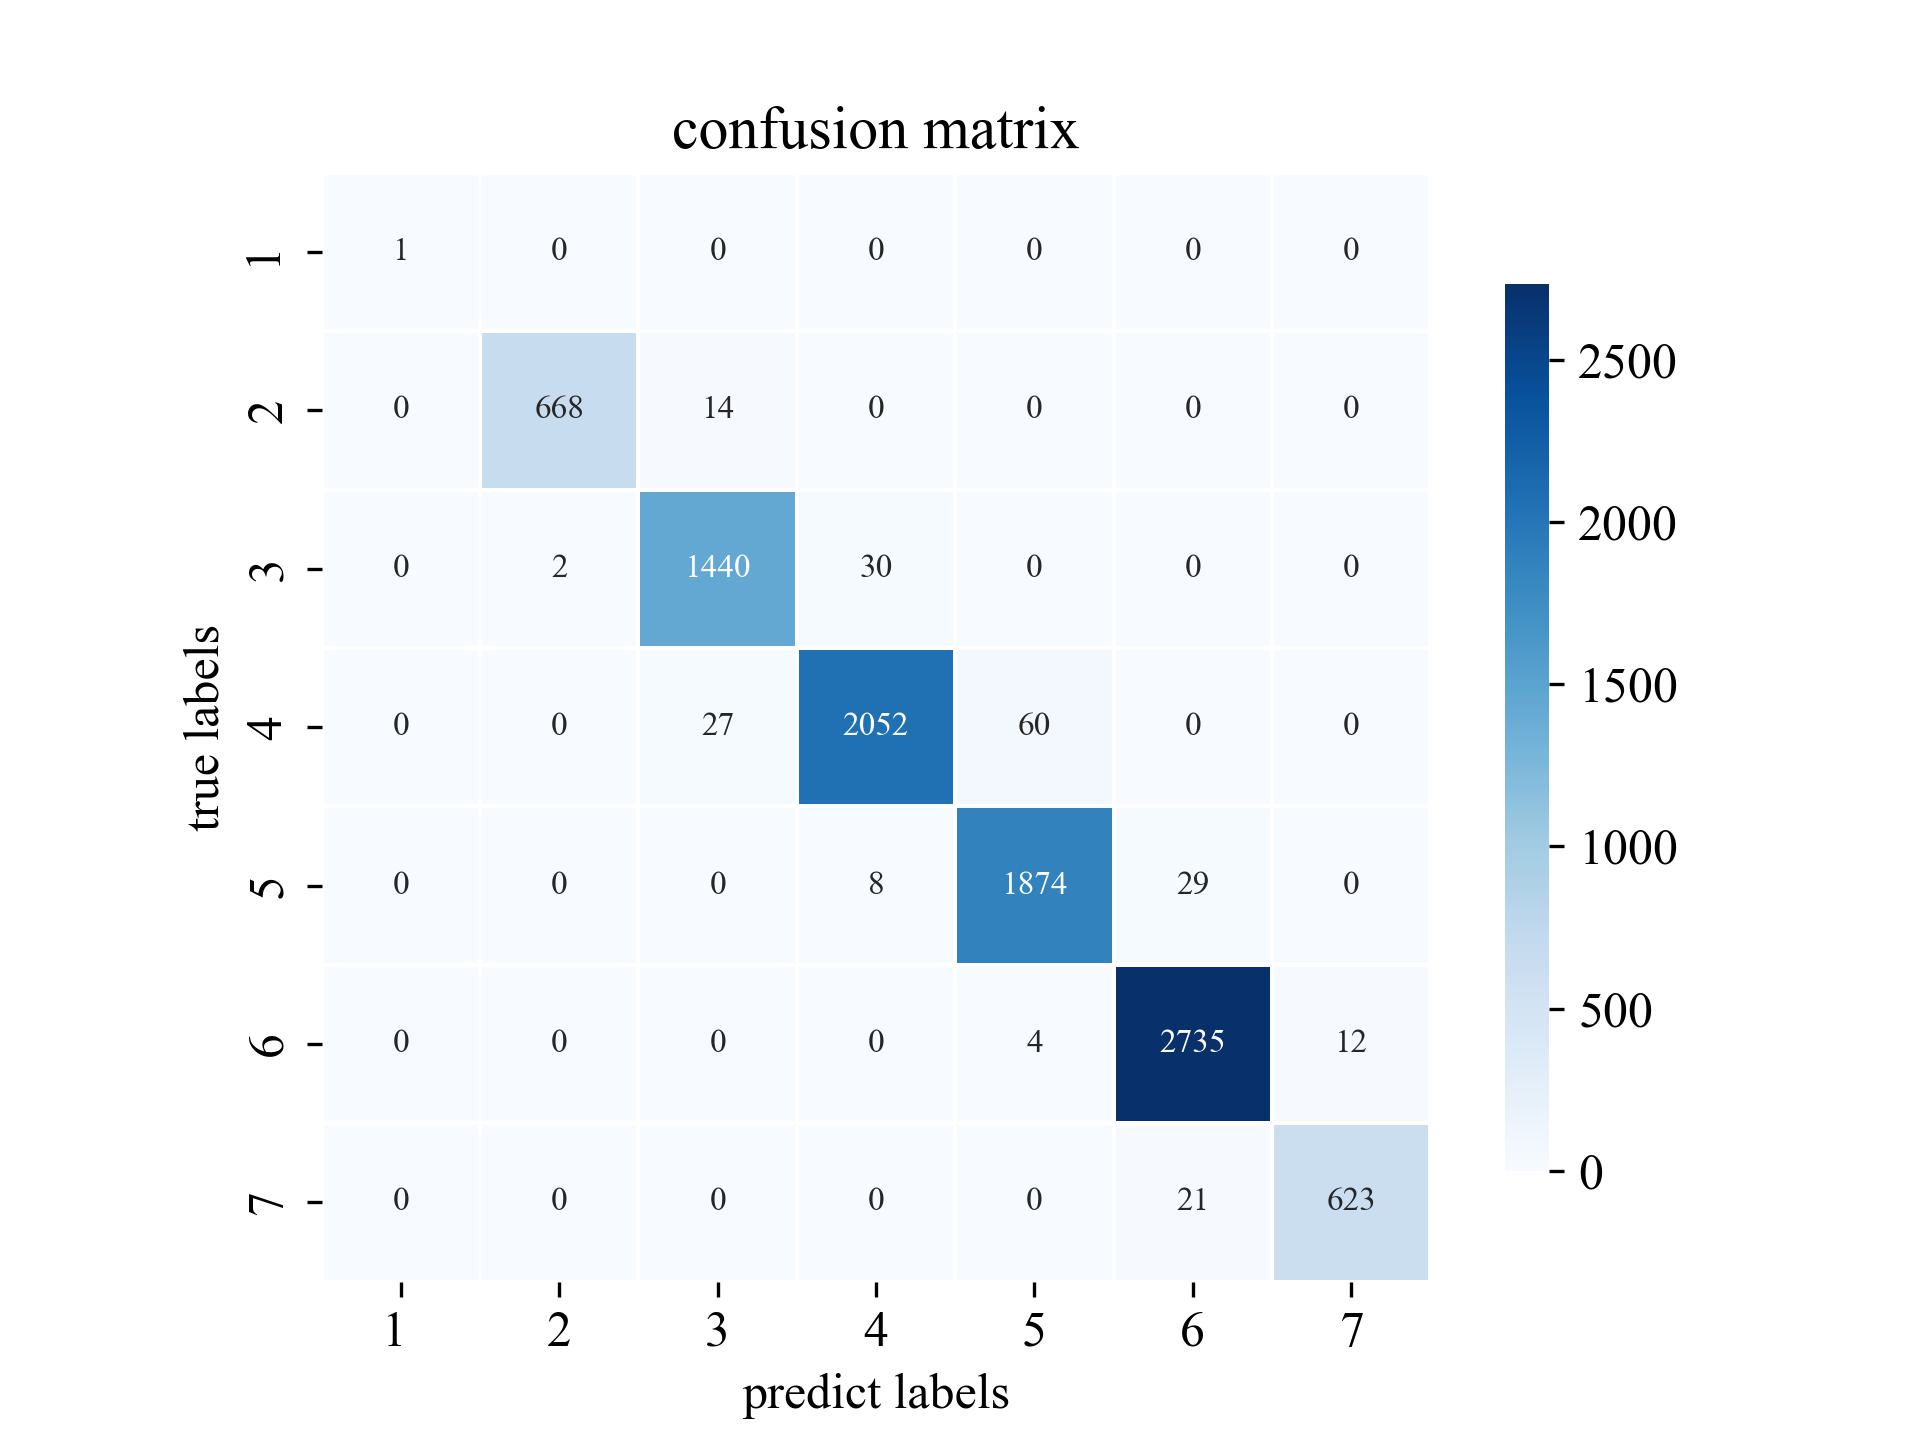 confusion matrix
1 1 0 0 0 0 0 0
2 0 668 14 0 0 0 0
3 0 2 1440 30 0 0 0
4 0 0 27 2052 60 0 0
5 0 0 0 8 1874 29 0
6 0 0 0 0 4 2735 12
7 0 0 0 0 0 21 623
1 2 3 4 5 6 7
predict labels
true labels
2500
2000
1500
1000
500
0